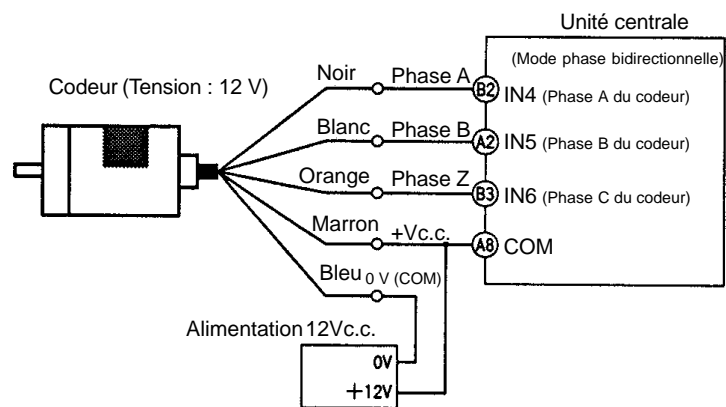 Unité centrale
(Mode phase bidirectionnelle)
Codeur (Tension : 12 V)
Noir Phase A B2 IN4 (Phase A du codeur)
Blanc Phase B A2 IN5 (Phase B du codeur)
Orange Phase Z B3 IN6 (Phase C du codeur)
Marron +Vc.c. A8 COM
Bleu 0 V (COM)
Alimentation 12Vc.c.
0V
+12V